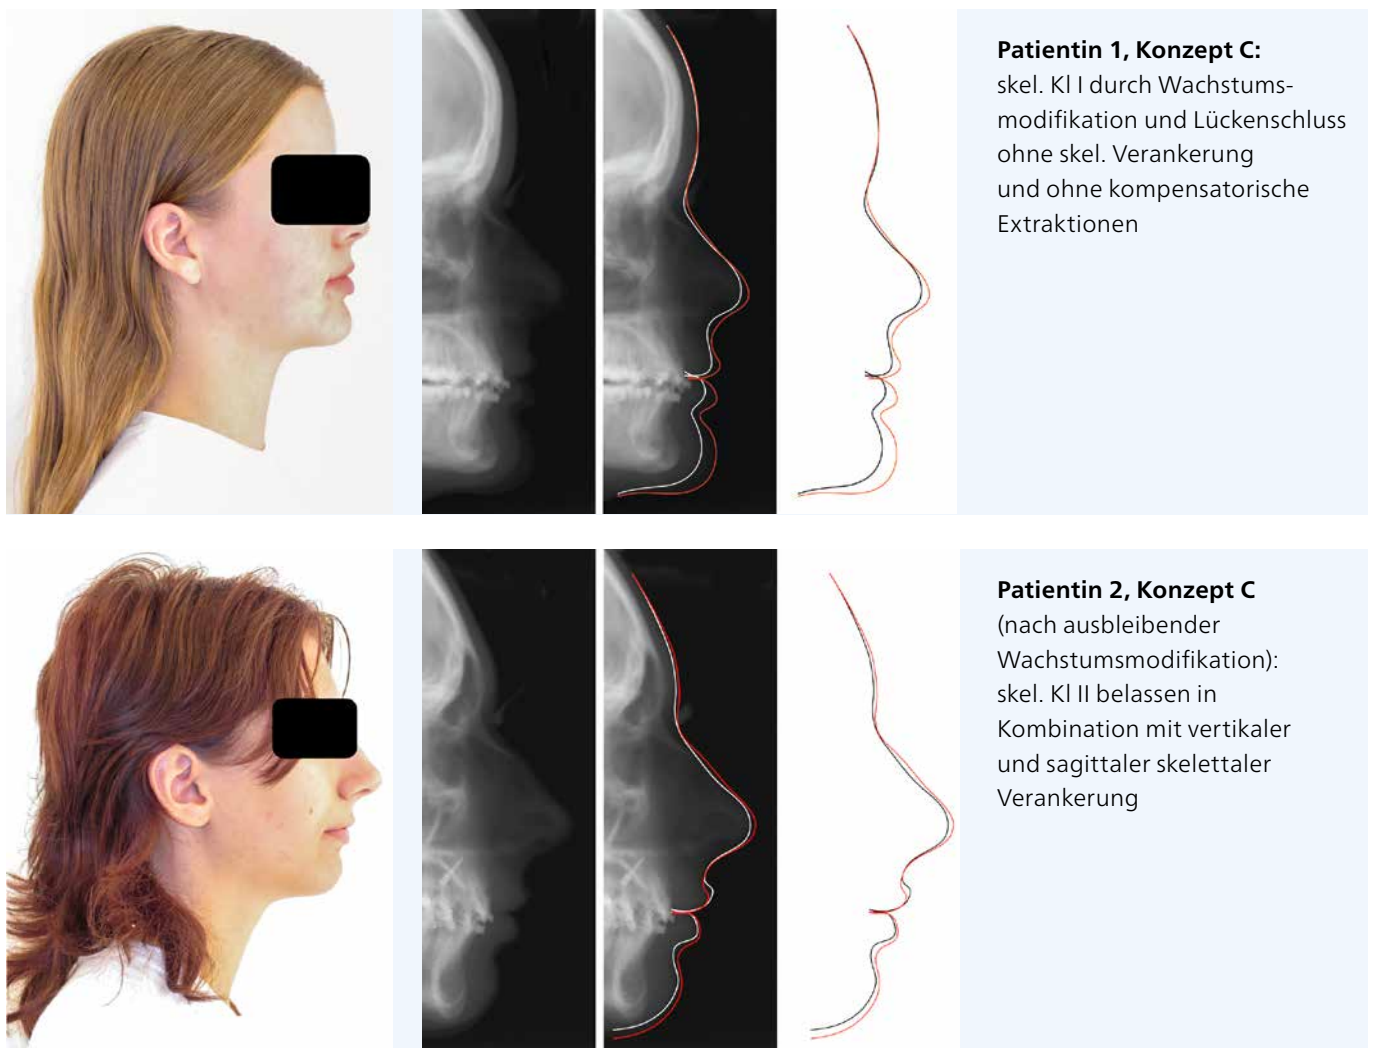 Patientin 1, Konzept C:
skel. Kl I durch Wachstums-
modifikation und Lückenschluss
ohne skel. Verankerung
und ohne kompensatorische
Extraktionen
Patientin 2, Konzept C
(nach ausbleibender
Wachstumsmodifikation):
skel. Kl II belassen in
Kombination mit vertikaler
und sagittaler skelettaler
Verankerung